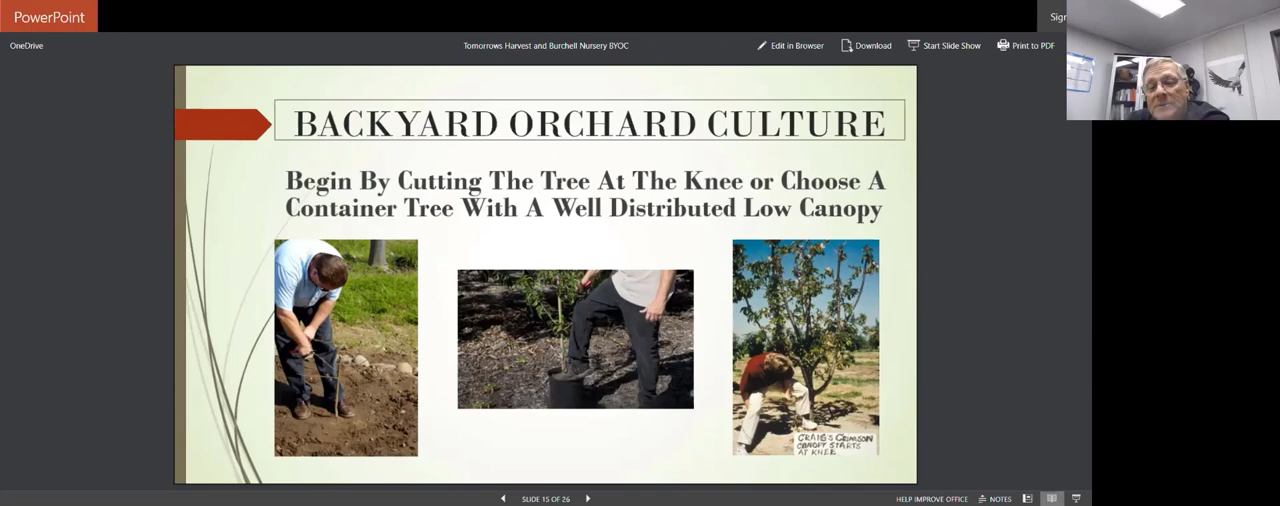 PowerPoint
Sign
OneDrive
Tomorrows Harvest and Burchell Nursery BYOC
Edit in Browser
Download
Start Slide Show
Print to PDF
BACKYARD ORCHARD CULTURE
Begin By Cutting The Tree At The Knee or Choose A
Container Tree With A Well Distributed Low Canopy
CRAIG'S CRIMSON
CANOPY STARTS
AT KNEE
SLIDE 15 OF 26
HELP IMPROVE OFFICE
NOTES